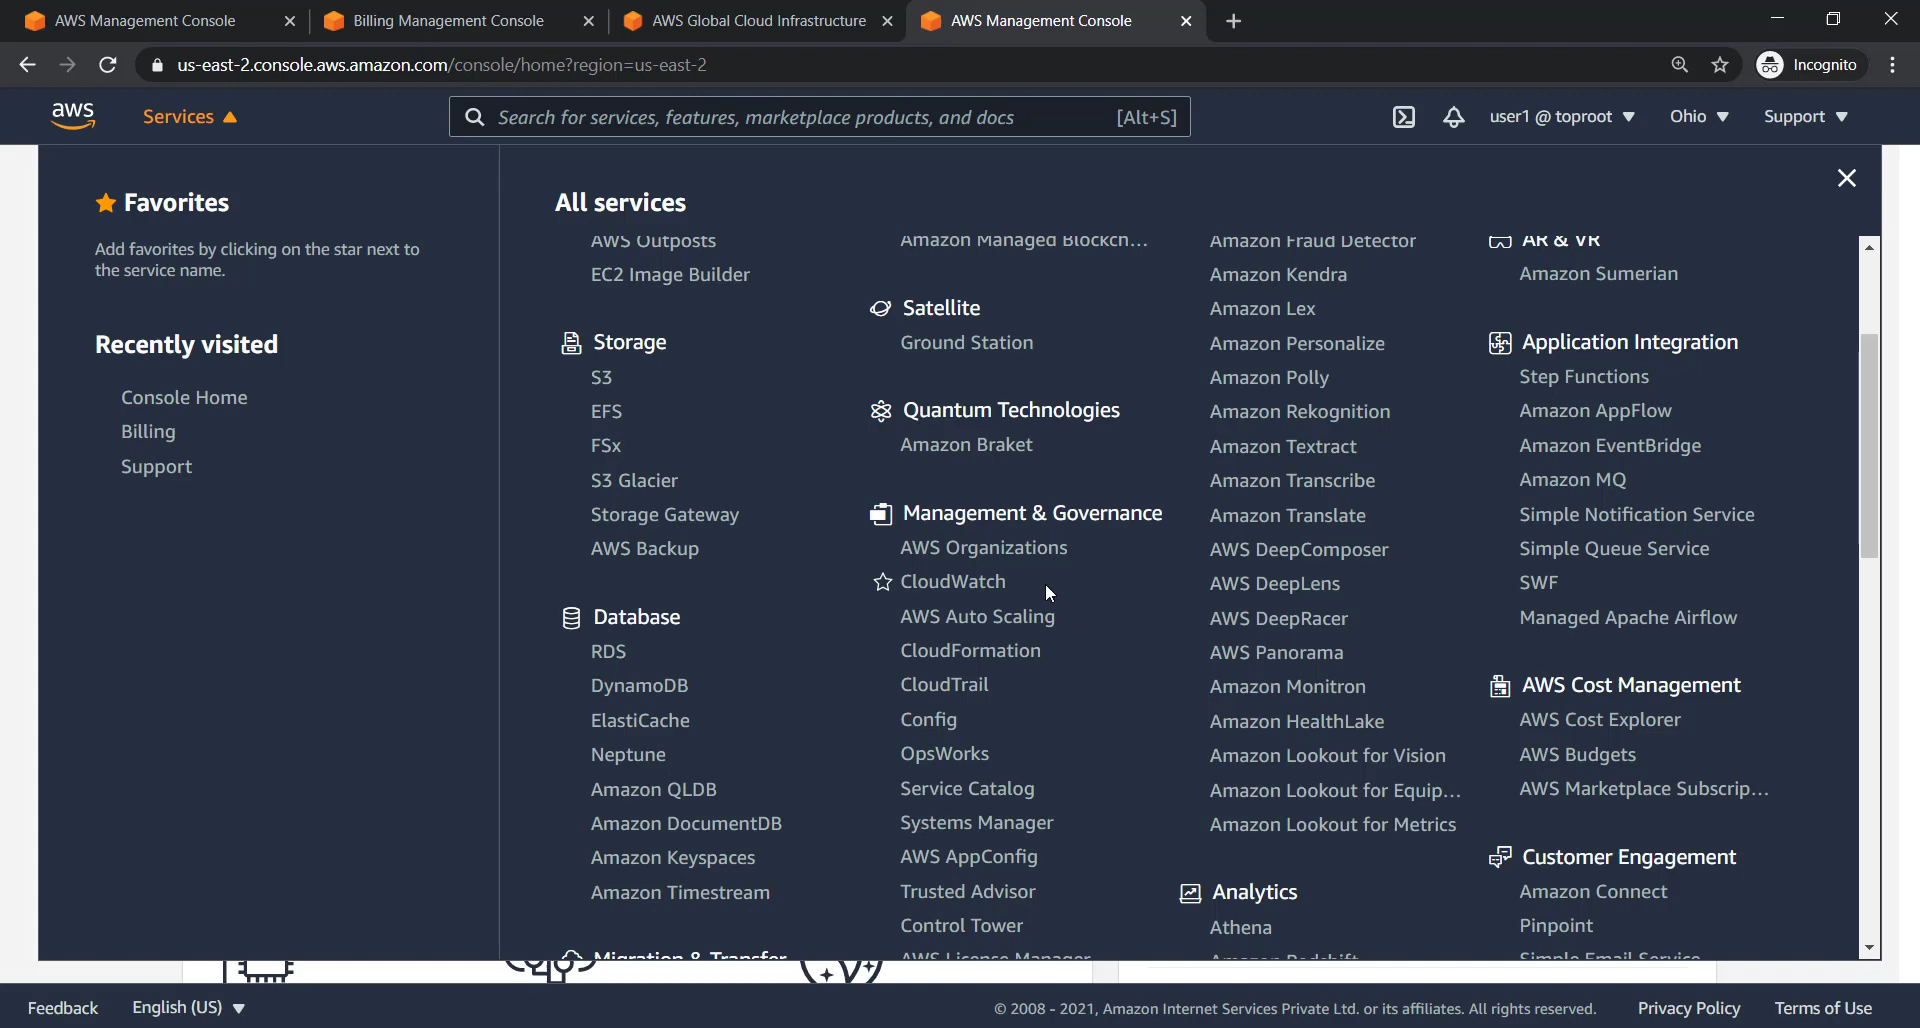 AWS Management Console
Billing Management Console
AWS Global Cloud Infrastructure
AWS Management Console
us-east-2.console.aws.amazon.com/console/home?region=us-east-2
Incognito
aws
Services
Search for services, features, marketplace products, and docs
[Alt+S]
user1 @ toproot
Ohio
Support
Favorites
Add favorites by clicking on the star next to
the service name.
Recently visited
Console Home
Billing
Support
All services
AWS Outposts
EC2 Image Builder
Storage
S3
EFS
FSx
S3 Glacier
Storage Gateway
AWS Backup
Database
RDS
DynamoDB
ElastiCache
Neptune
Amazon QLDB
Amazon DocumentDB
Amazon Keyspaces
Amazon Timestream
Migration & Transfer
Amazon Managed Blockch...
Satellite
Ground Station
Quantum Technologies
Amazon Braket
Management & Governance
AWS Organizations
CloudWatch
AWS Auto Scaling
CloudFormation
CloudTrail
Config
OpsWorks
Service Catalog
Systems Manager
AWS AppConfig
Trusted Advisor
Control Tower
AWS License Manager
Amazon Fraud Detector
Amazon Kendra
Amazon Lex
Amazon Personalize
Amazon Polly
Amazon Rekognition
Amazon Textract
Amazon Transcribe
Amazon Translate
AWS DeepComposer
AWS DeepLens
AWS DeepRacer
AWS Panorama
Amazon Monitron
Amazon HealthLake
Amazon Lookout for Vision
Amazon Lookout for Equip...
Amazon Lookout for Metrics
Analytics
Athena
Amazon Redshift
AR & VR
Amazon Sumerian
Application Integration
Step Functions
Amazon AppFlow
Amazon EventBridge
Amazon MQ
Simple Notification Service
Simple Queue Service
SWF
Managed Apache Airflow
AWS Cost Management
AWS Cost Explorer
AWS Budgets
AWS Marketplace Subscrip...
Customer Engagement
Amazon Connect
Pinpoint
Simple Email Service
Feedback
English (US)
© 2008 - 2021, Amazon Internet Services Private Ltd. or its affiliates. All rights reserved.
Privacy Policy
Terms of Use